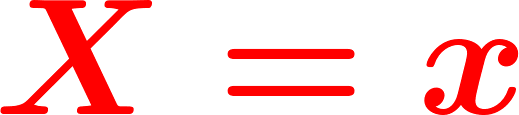 X = x